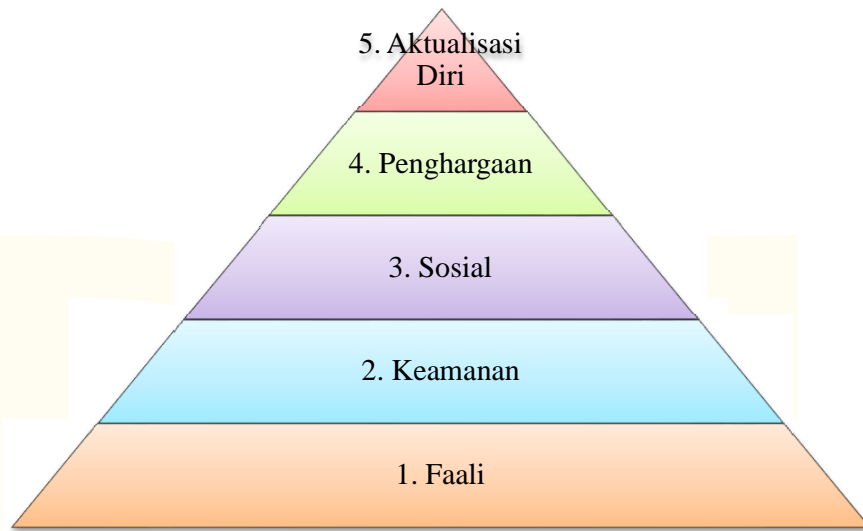 5. Aktualisasi
Diri
4. Penghargaan
3. Sosial
2. Keamanan
1. Faali